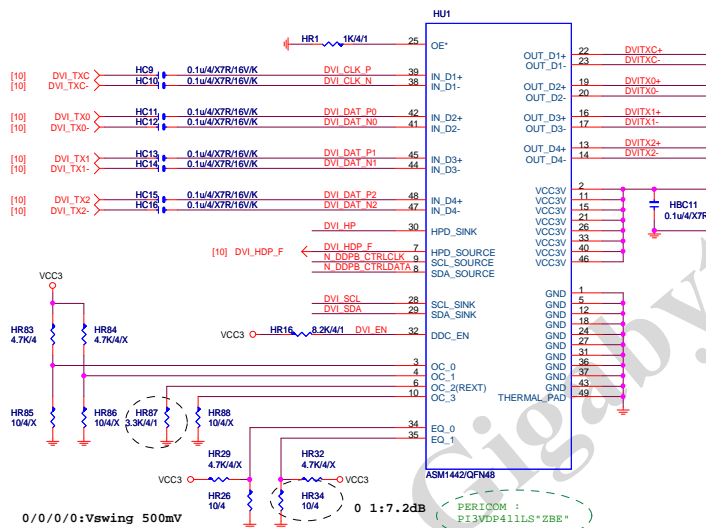 HU1
HR1 1K/4/1 25 OE*
OUT_D1+ 22 DVITXC+
OUT_D1- 23 DVITXC-
[10] DVI_TXC HC9 0.1u/4/X7R/16V/K DVI_CLK_P 39 IN_D1+
[10] DVI_TXC- HC10 0.1u/4/X7R/16V/K DVI_CLK_N 38 IN_D1-
OUT_D2+ 19 DVITX0+
OUT_D2- 20 DVITX0-
[10] DVI_TX0 HC11 0.1u/4/X7R/16V/K DVI_DAT_P0 42 IN_D2+
[10] DVI_TX0- HC12 0.1u/4/X7R/16V/K DVI_DAT_N0 41 IN_D2-
OUT_D3+ 16 DVITX1+
OUT_D3- 17 DVITX1-
[10] DVI_TX1 HC13 0.1u/4/X7R/16V/K DVI_DAT_P1 45 IN_D3+
[10] DVI_TX1- HC14 0.1u/4/X7R/16V/K DVI_DAT_N1 44 IN_D3-
OUT_D4+ 13 DVITX2+
OUT_D4- 14 DVITX2-
[10] DVI_TX2 HC15 0.1u/4/X7R/16V/K DVI_DAT_P2 48 IN_D4+
[10] DVI_TX2- HC16 0.1u/4/X7R/16V/K DVI_DAT_N2 47 IN_D4-
VCC3V 2
VCC3V 11
VCC3V 15
VCC3V 21
VCC3V 26
VCC3V 33
VCC3V 40
VCC3V 46
HBC11
0.1u/4/X7R
DVI_HP 30 HPD_SINK
[10] DVI_HDP_F DVI_HDP_F 7 HPD_SOURCE
N_DDPB_CTRLCLK 9 SCL_SOURCE
N_DDPB_CTRLDATA 8 SDA_SOURCE
DVI_SCL 28 SCL_SINK
DVI_SDA 29 SDA_SINK
VCC3 HR16 8.2K/4/1 DVI_EN 32 DDC_EN
GND 1
GND 5
GND 12
GND 18
GND 24
GND 27
GND 31
GND 36
GND 37
GND 43
THERMAL_PAD 49
VCC3
HR83
4.7K/4
HR84
4.7K/4/X
3 OC_0
4 OC_1
6 OC_2(REXT)
10 OC_3
HR85
10/4/X
HR86
10/4/X
HR87
3.3K/4/1
HR88
10/4/X
34 EQ_0
35 EQ_1
HR29
4.7K/4/X
HR32
4.7K/4/X
VCC3
VCC3
HR26
10/4
HR34
10/4
ASM1442/QFN48
0/0/0/0:Vswing 500mV
0 1:7.2dB
PERICOM :
PI3VDP411LS"ZBE"
Gigaby